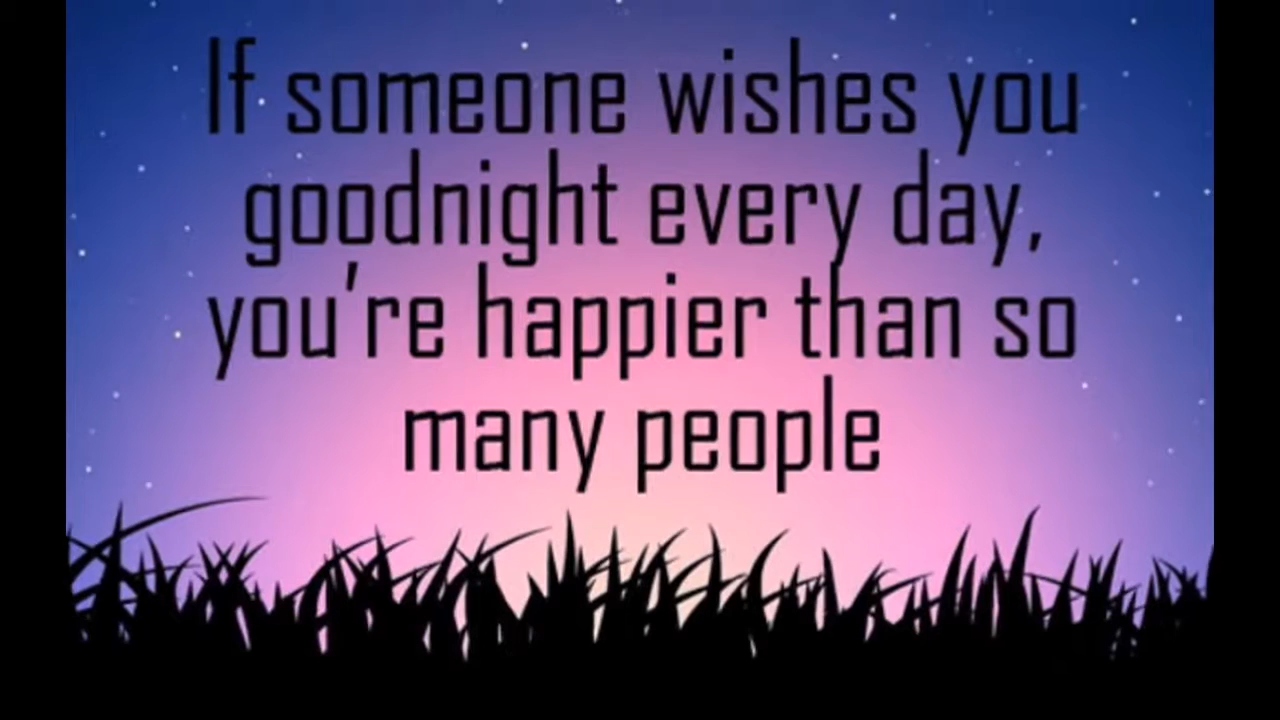 If someone wishes you
goodnight every day,
you're happier than so
many people